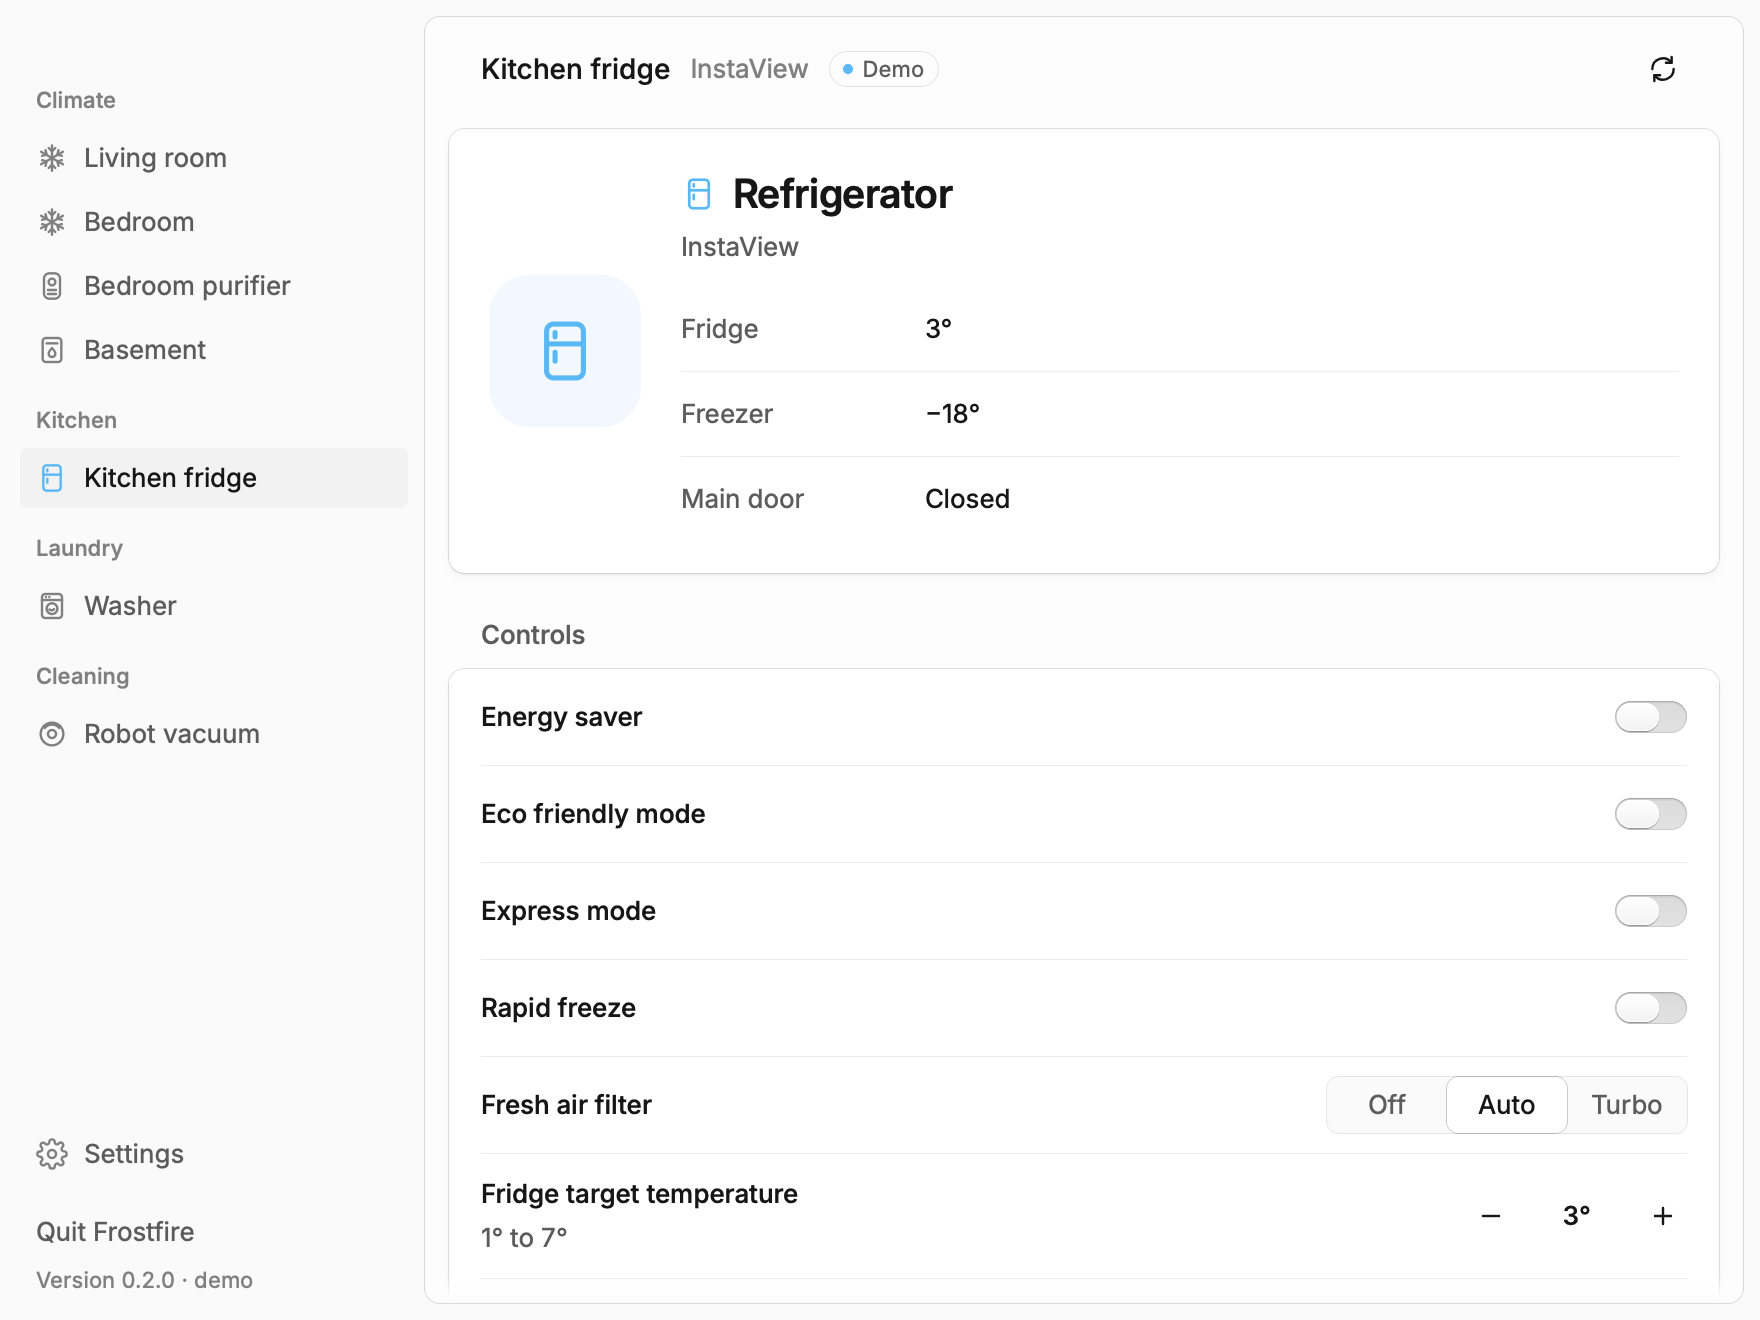 Climate
Living room
Bedroom
Bedroom purifier
Basement
Kitchen
Kitchen fridge
Laundry
Washer
Cleaning
Robot vacuum
Settings
Quit Frostfire
Version 0.2.0 · demo
Kitchen fridge InstaView Demo
Refrigerator
InstaView
Fridge 3°
Freezer −18°
Main door Closed
Controls
Energy saver
Eco friendly mode
Express mode
Rapid freeze
Fresh air filter Off Auto Turbo
Fridge target temperature
1° to 7°
− 3° +